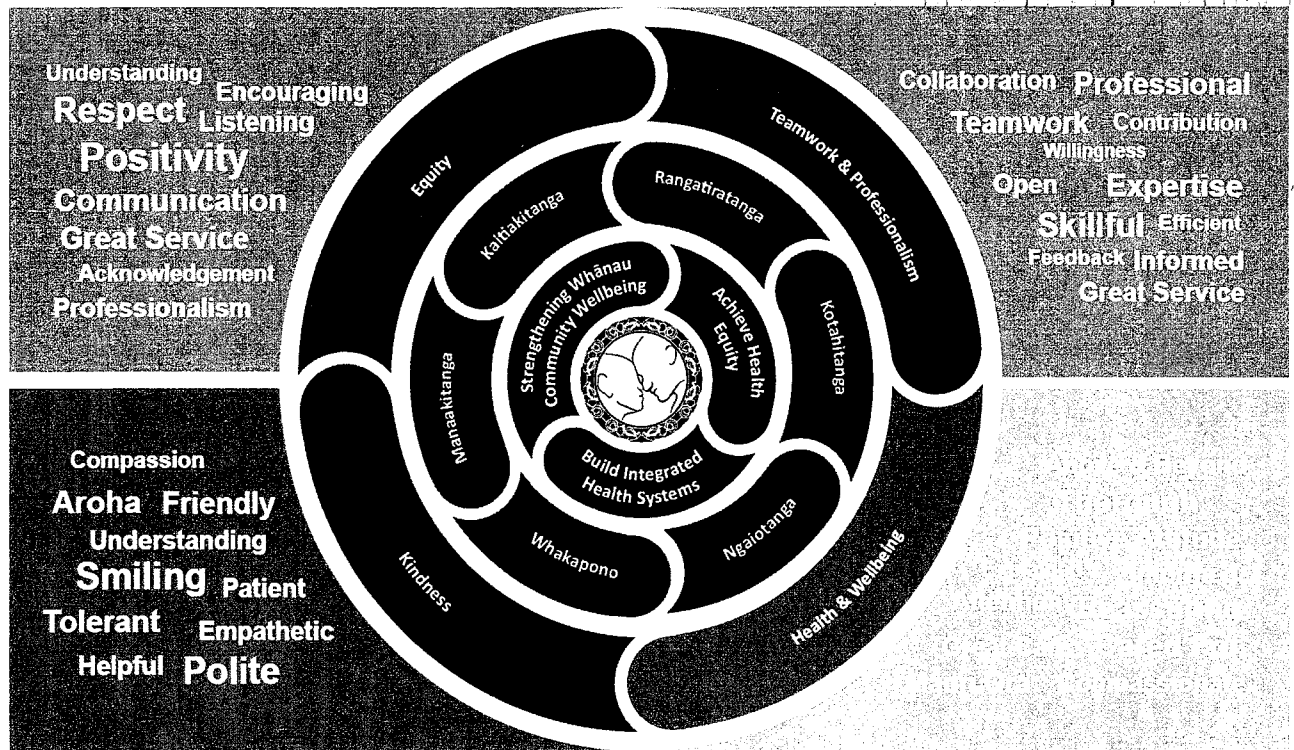 Understanding
Encouraging
Respect
Listening
Positivity
Communication
Great Service
Acknowledgement
Professionalism
Collaboration Professional
Teamwork Contribution
Willingness
Open Expertise
Skillful Efficient
Feedback Informed
Great Service
Compassion
Aroha Friendly
Understanding
Smiling Patient
Tolerant Empathetic
Helpful Polite
Equity
Teamwork & Professionalism
Health & Wellbeing
Kindness
Kaitiakitanga
Rangatiratanga
Kotahitanga
Ngaiotanga
Whakapono
Manaakitanga
Strengthening Whānau
Community Wellbeing
Achieve Health
Equity
Build Integrated
Health Systems